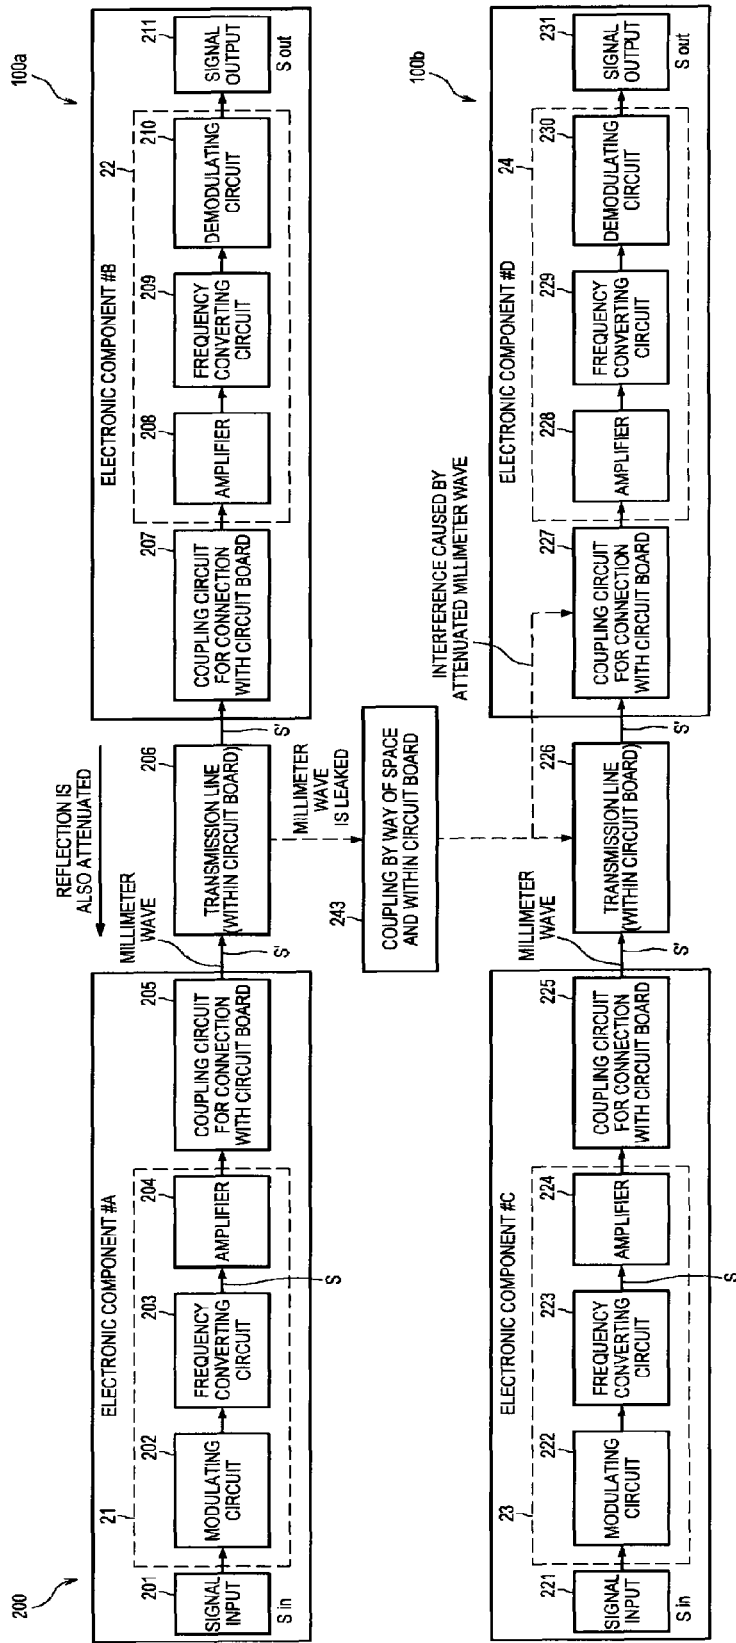 200
100a
ELECTRONIC COMPONENT #A
21
201
SIGNAL
INPUT
S in
202
MODULATING
CIRCUIT
203
FREQUENCY
CONVERTING
CIRCUIT
S
204
AMPLIFIER
205
COUPLING CIRCUIT
FOR CONNECTION
WITH CIRCUIT BOARD
MILLIMETER
WAVE
S'
REFLECTION IS
ALSO ATTENUATED
206
TRANSMISSION LINE
(WITHIN CIRCUIT BOARD)
S'
ELECTRONIC COMPONENT #B
22
207
COUPLING CIRCUIT
FOR CONNECTION
WITH CIRCUIT BOARD
208
AMPLIFIER
209
FREQUENCY
CONVERTING
CIRCUIT
210
DEMODULATING
CIRCUIT
211
SIGNAL
OUTPUT
S out
MILLIMETER
WAVE
IS LEAKED
243
COUPLING BY WAY OF SPACE
AND WITHIN CIRCUIT BOARD
INTERFERENCE CAUSED BY
ATTENUATED MILLIMETER WAVE
100b
ELECTRONIC COMPONENT #C
23
221
SIGNAL
INPUT
S in
222
MODULATING
CIRCUIT
223
FREQUENCY
CONVERTING
CIRCUIT
S
224
AMPLIFIER
225
COUPLING CIRCUIT
FOR CONNECTION
WITH CIRCUIT BOARD
MILLIMETER
WAVE
S'
226
TRANSMISSION LINE
(WITHIN CIRCUIT BOARD)
S'
ELECTRONIC COMPONENT #D
24
227
COUPLING CIRCUIT
FOR CONNECTION
WITH CIRCUIT BOARD
228
AMPLIFIER
229
FREQUENCY
CONVERTING
CIRCUIT
230
DEMODULATING
CIRCUIT
231
SIGNAL
OUTPUT
S out